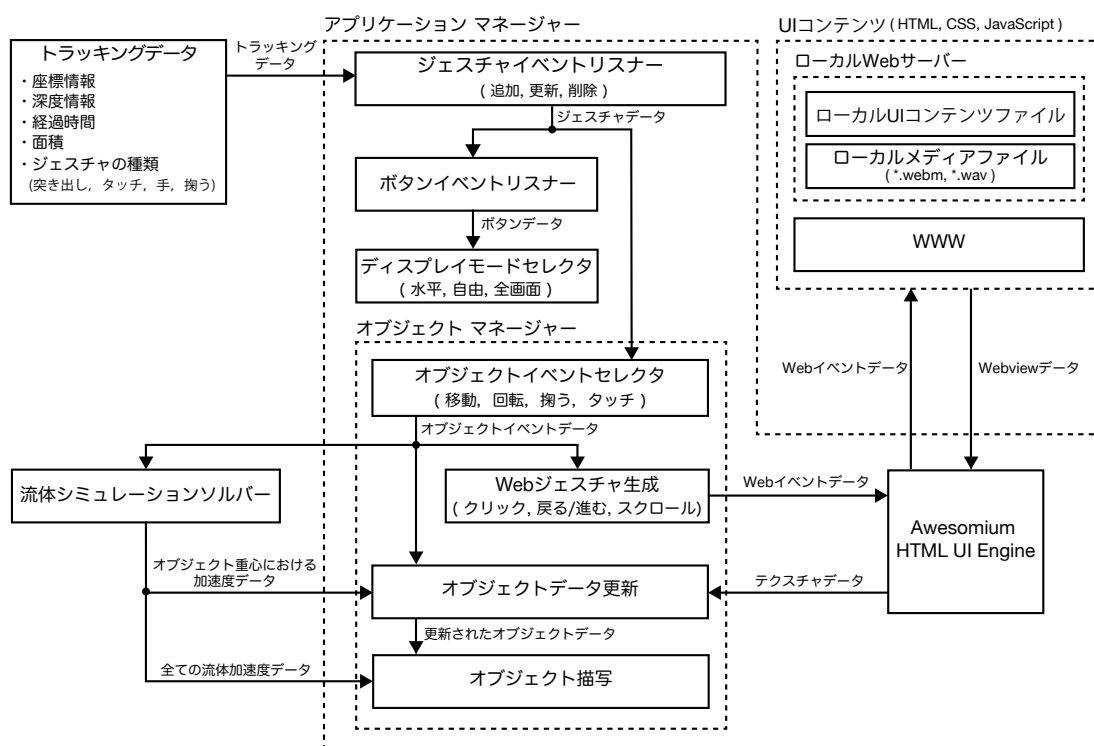 アプリケーション マネージャー
UIコンテンツ ( HTML, CSS, JavaScript )
トラッキングデータ
・座標情報
・深度情報
・経過時間
・面積
・ジェスチャの種類
(突き出し, タッチ, 手, 掬う)
トラッキング
データ
ジェスチャイベントリスナー
( 追加, 更新, 削除 )
ジェスチャデータ
ボタンイベントリスナー
ボタンデータ
ディスプレイモードセレクタ
( 水平, 自由, 全画面 )
ローカルWebサーバー
ローカルUIコンテンツファイル
ローカルメディアファイル
( *.webm, *.wav )
WWW
オブジェクト マネージャー
オブジェクトイベントセレクタ
( 移動, 回転, 掬う, タッチ )
オブジェクトイベントデータ
Webイベントデータ
Webviewデータ
流体シミュレーションソルバー
Webジェスチャ生成
( クリック, 戻る/進む, スクロール)
Webイベントデータ
Awesomium
HTML UI Engine
オブジェクト重心における
加速度データ
オブジェクトデータ更新
テクスチャデータ
更新されたオブジェクトデータ
全ての流体加速度データ
オブジェクト描写